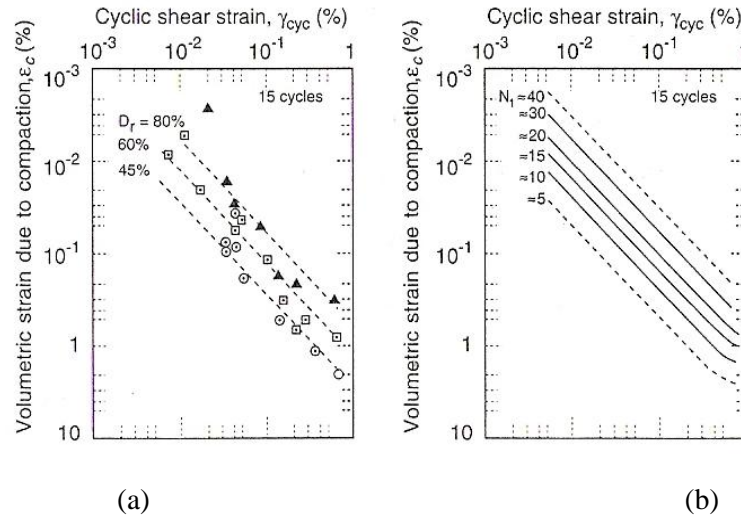 Cyclic shear strain, γcyc (%)
10⁻³ 10⁻² 10⁻¹ 1
Volumetric strain due to compaction, εc (%)
10⁻³
10⁻²
10⁻¹
1
10
15 cycles
Dr = 80%
60%
45%
(a)
Cyclic shear strain, γcyc (%)
10⁻³ 10⁻² 10⁻¹ 1
Volumetric strain due to compaction, εc (%)
10⁻³
10⁻²
10⁻¹
1
10
N1 ≈40 15 cycles
≈30
≈20
≈15
≈10
≈5
(b)